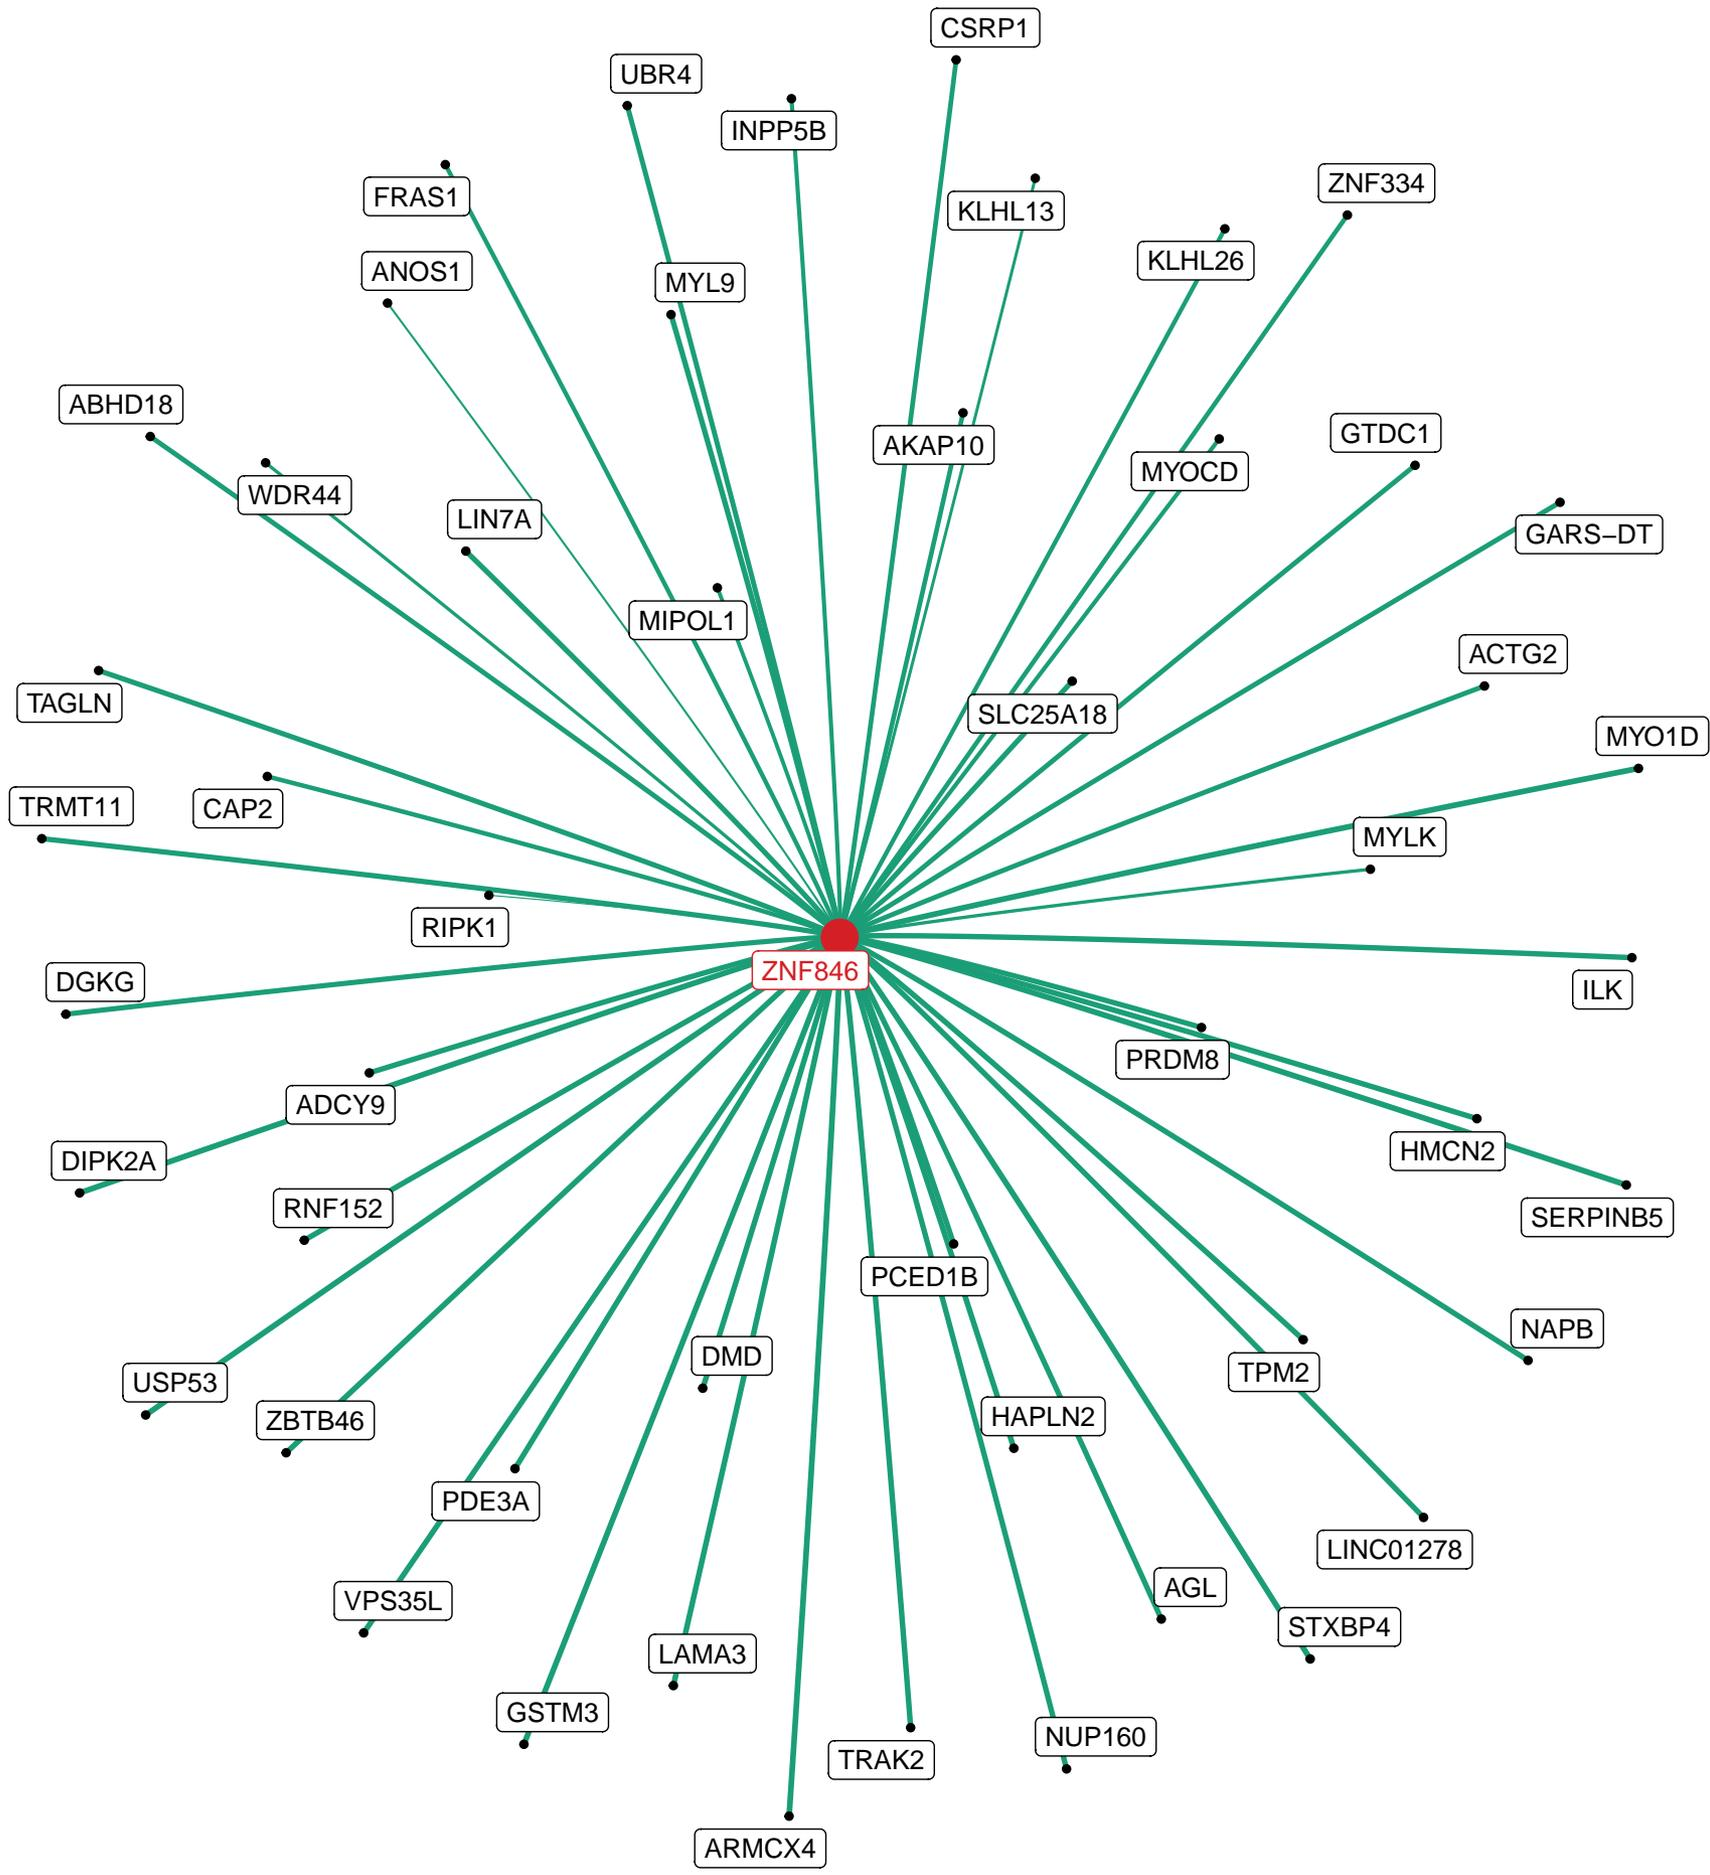 CSRP1
UBR4
INPP5B
ZNF334
FRAS1
KLHL13
KLHL26
ANOS1
MYL9
ABHD18
GTDC1
AKAP10
MYOCD
WDR44
LIN7A
GARS−DT
MIPOL1
ACTG2
TAGLN
SLC25A18
MYO1D
TRMT11
CAP2
MYLK
RIPK1
ZNF846
DGKG
ILK
PRDM8
ADCY9
HMCN2
DIPK2A
RNF152
SERPINB5
PCED1B
NAPB
DMD
TPM2
USP53
ZBTB46
HAPLN2
PDE3A
LINC01278
AGL
VPS35L
STXBP4
LAMA3
GSTM3
NUP160
TRAK2
ARMCX4